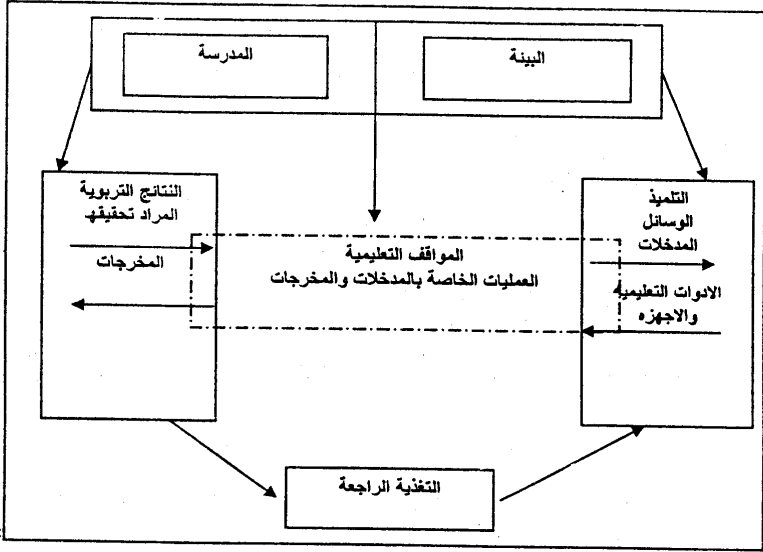 البيئة
المدرسة
التلميذ
الوسائل
المدخلات
الادوات التعليمية
والاجهزه
المواقف التعليمية
العمليات الخاصة بالمدخلات والمخرجات
النتائج التربوية
المراد تحقيقها
المخرجات
التغذية الراجعة